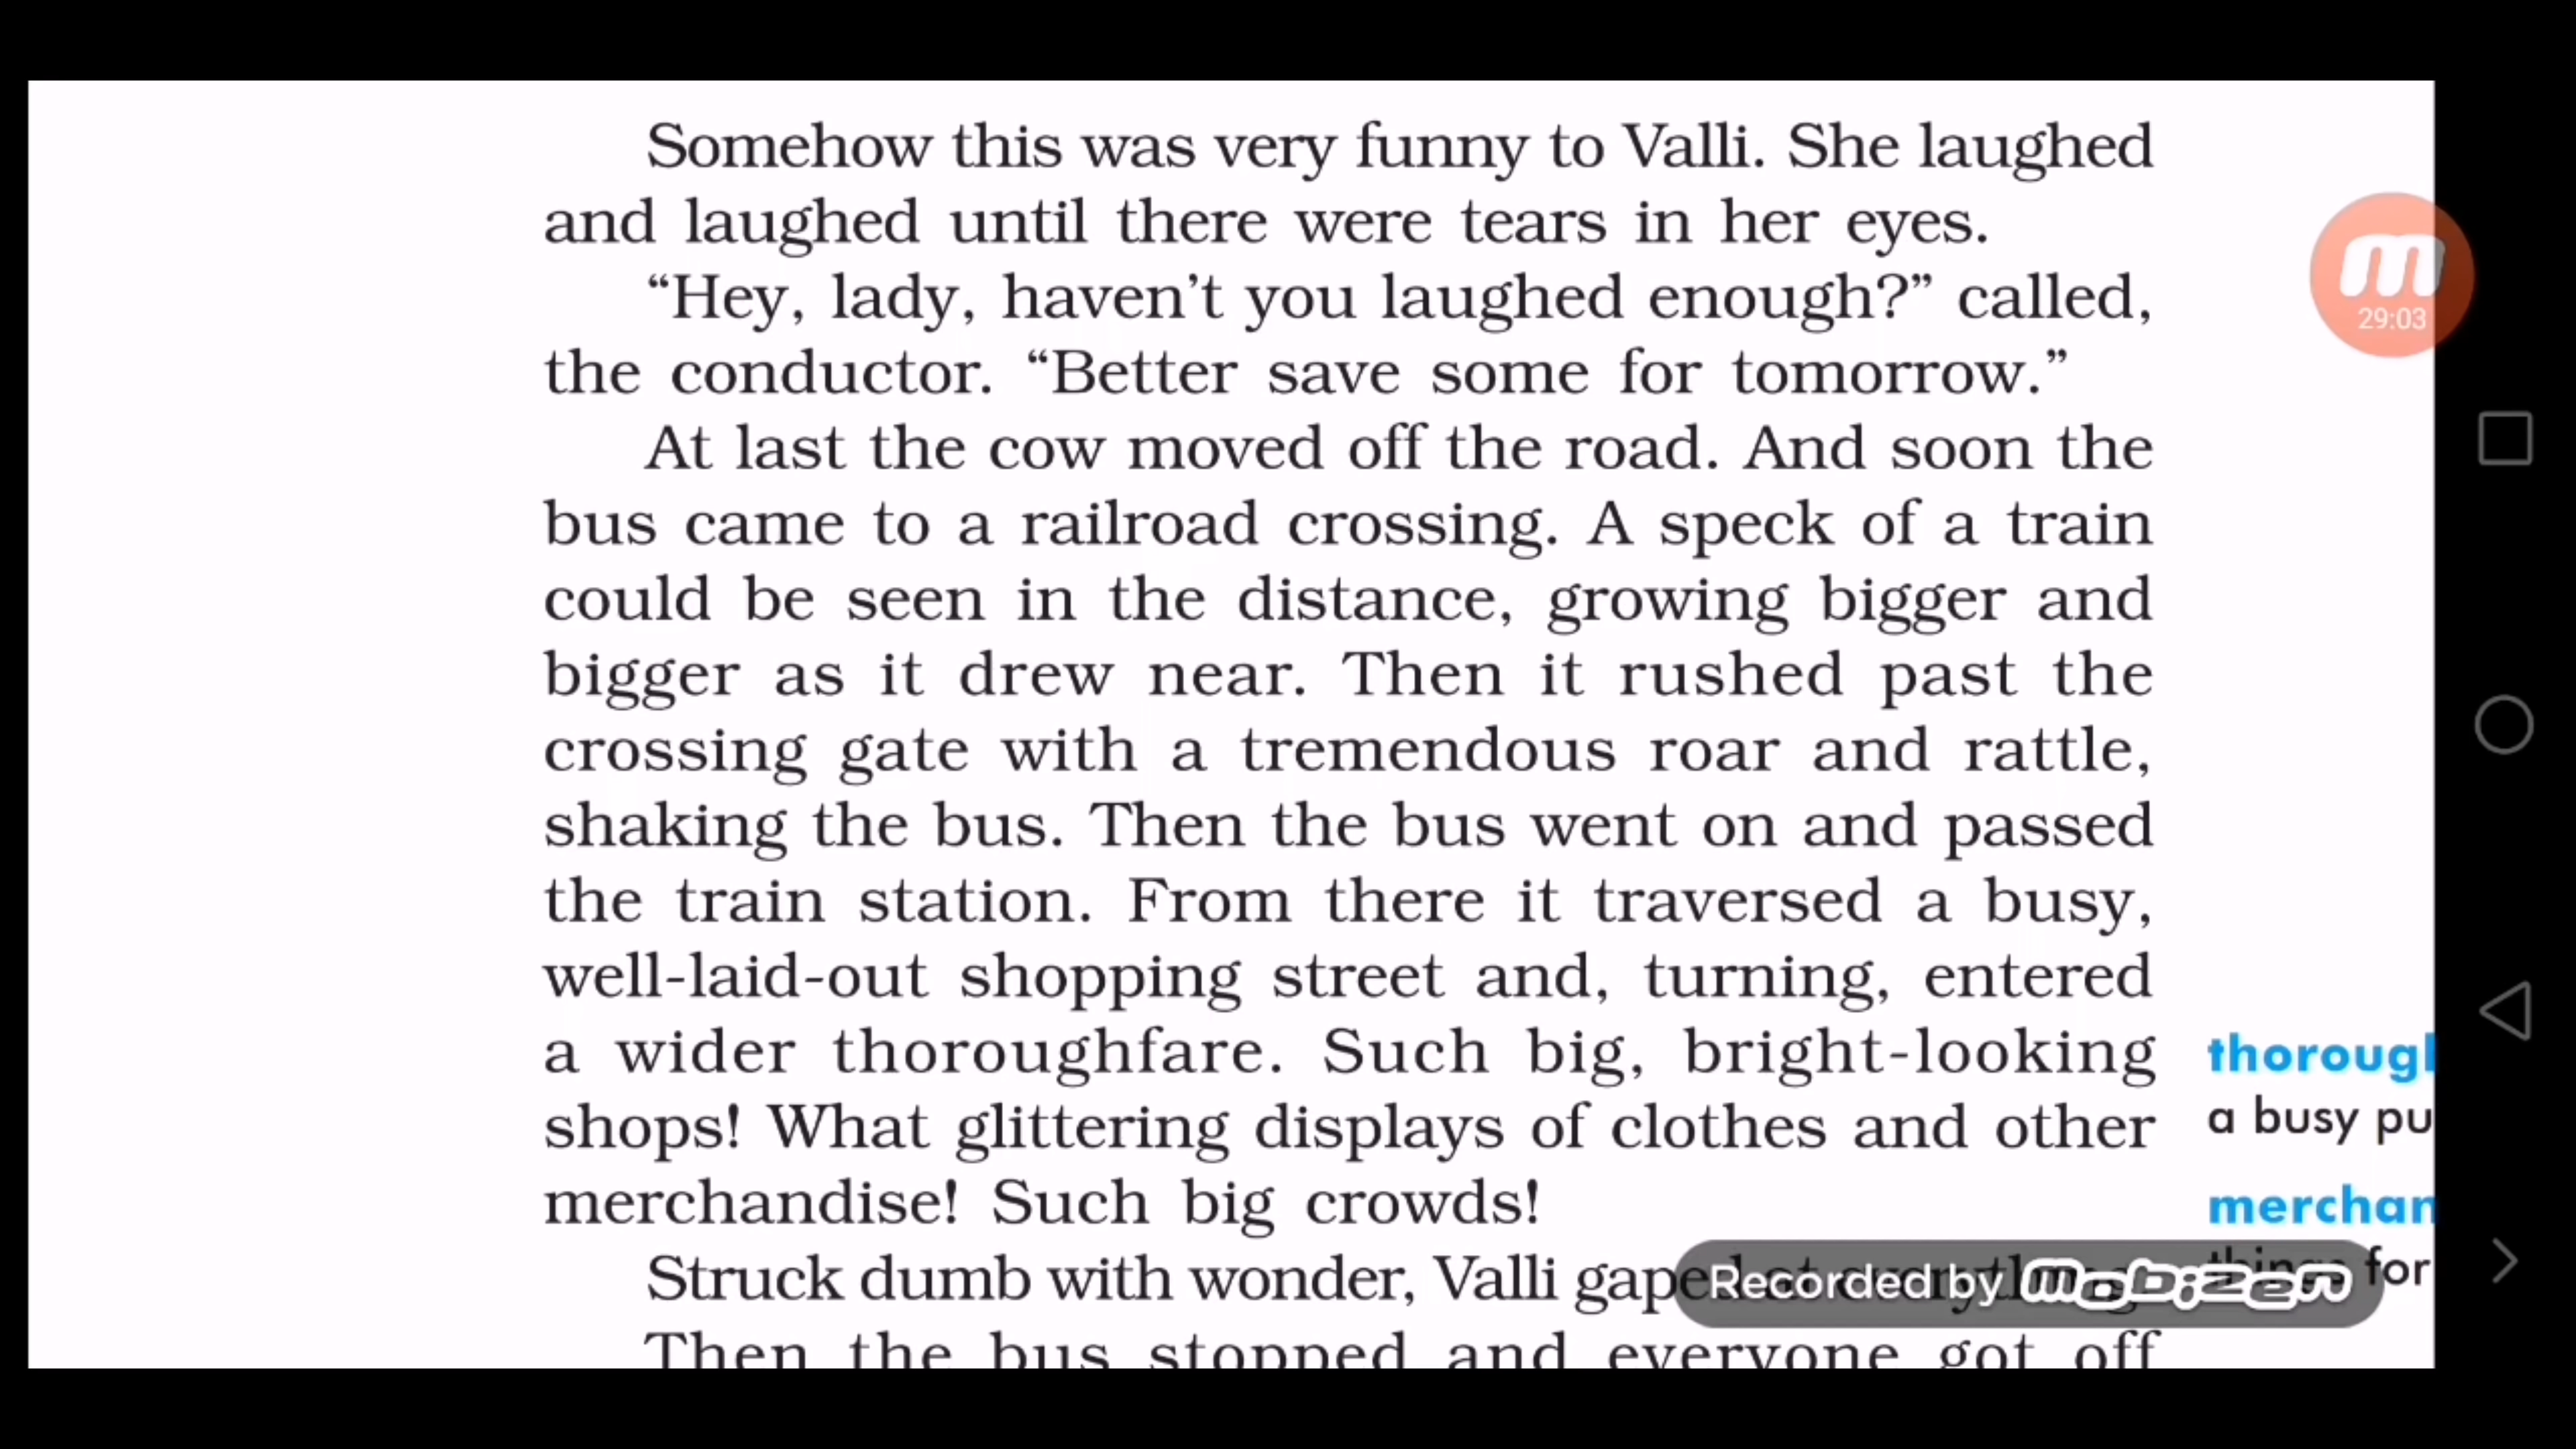 Somehow this was very funny to Valli. She laughed
and laughed until there were tears in her eyes.
“Hey, lady, haven’t you laughed enough?” called,
the conductor. “Better save some for tomorrow.”
At last the cow moved off the road. And soon the
bus came to a railroad crossing. A speck of a train
could be seen in the distance, growing bigger and
bigger as it drew near. Then it rushed past the
crossing gate with a tremendous roar and rattle,
shaking the bus. Then the bus went on and passed
the train station. From there it traversed a busy,
well-laid-out shopping street and, turning, entered
a wider thoroughfare. Such big, bright-looking
shops! What glittering displays of clothes and other
merchandise! Such big crowds!
Struck dumb with wonder, Valli gaped at everything.
Then the bus stopped and everyone got off
thorough
a busy pu
merchan
things for
29:03
Recorded by mobizen